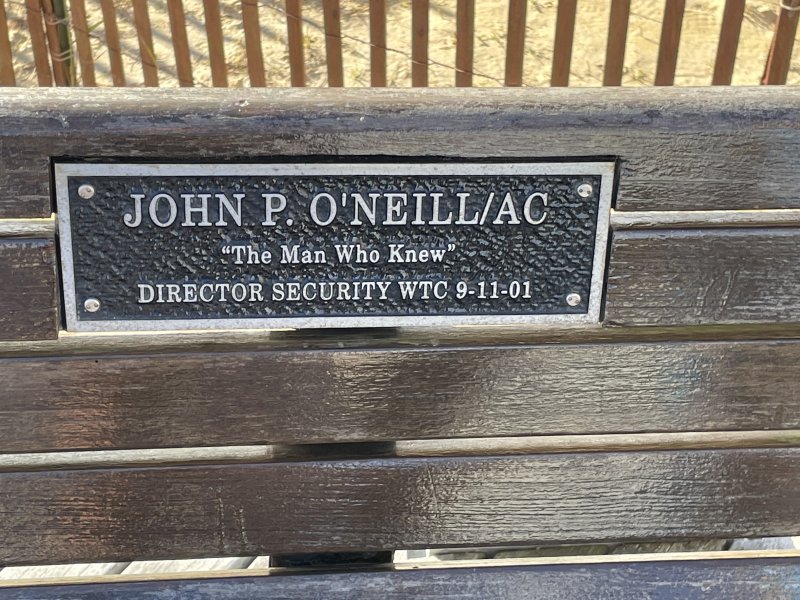 JOHN P. O'NEILL/AC
“The Man Who Knew”
DIRECTOR SECURITY WTC 9-11-01